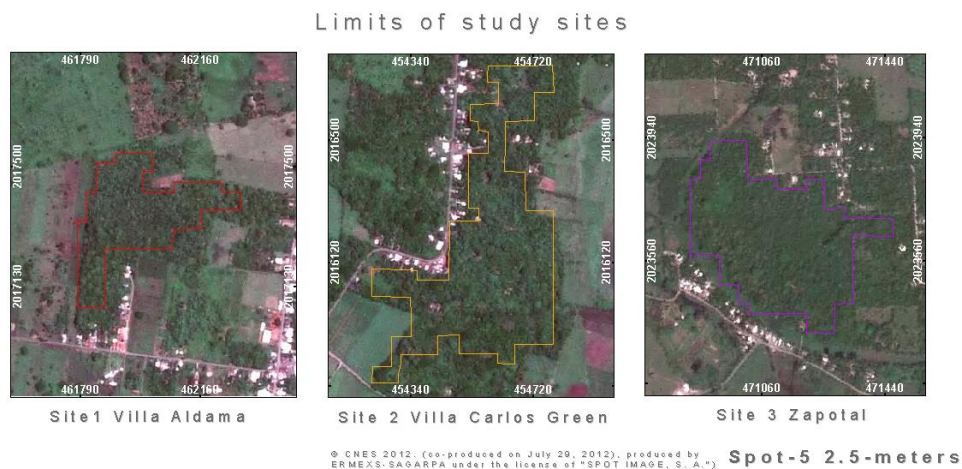 Limits of study sites
461790 462160
2017500 2017500
2017130 2017130
461790 462160
454340 454720
2016500 2016500
2016120 2016120
454340 454720
471060 471440
2023940 2023940
2023560 2023560
471060 471440
Site1 Villa Aldama
Site 2 Villa Carlos Green
Site 3 Zapotal
© CNES 2012. (co-produced on July 29, 2012), produced by
ERMEXS-SAGARPA under the license of "SPOT IMAGE, S. A.")
Spot-5 2.5-meters